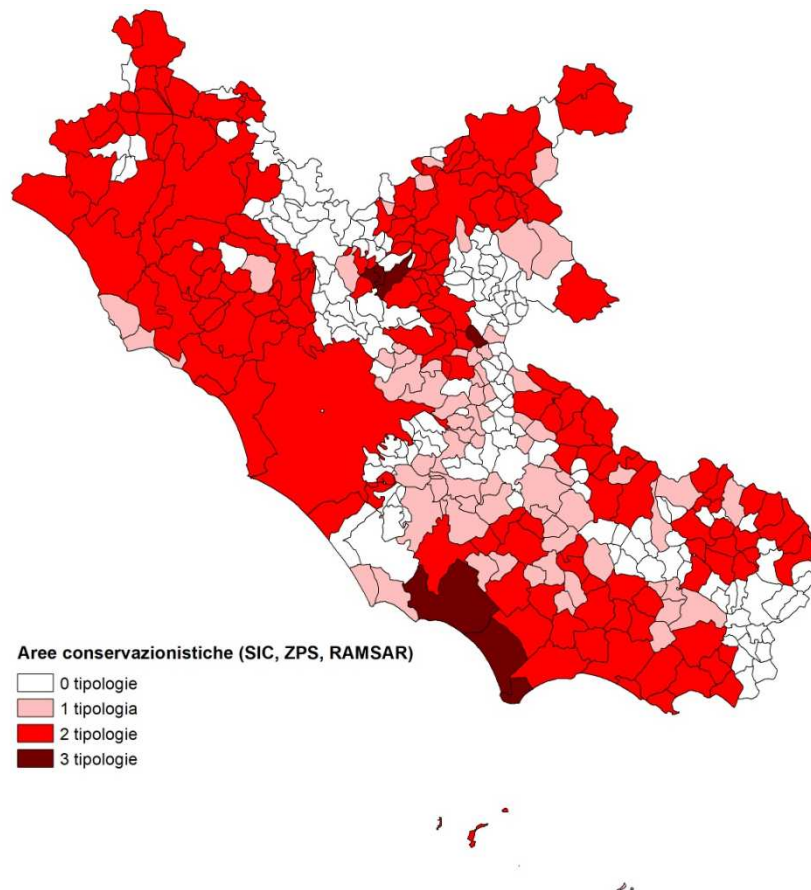 Aree conservazionistiche (SIC, ZPS, RAMSAR)
0 tipologie
1 tipologia
2 tipologie
3 tipologie